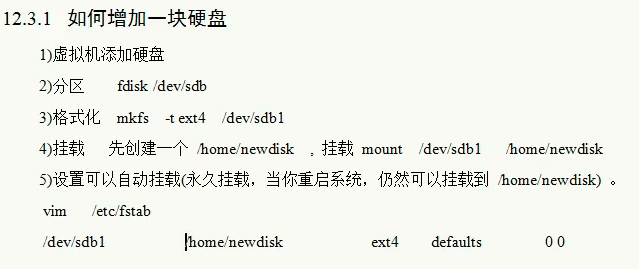 12.3.1 如何增加一块硬盘
1)虚拟机添加硬盘
2)分区 fdisk /dev/sdb
3)格式化 mkfs -t ext4 /dev/sdb1
4)挂载 先创建一个 /home/newdisk , 挂载 mount /dev/sdb1 /home/newdisk
5)设置可以自动挂载(永久挂载，当你重启系统，仍然可以挂载到 /home/newdisk) 。
vim /etc/fstab
/dev/sdb1 /home/newdisk ext4 defaults 0 0